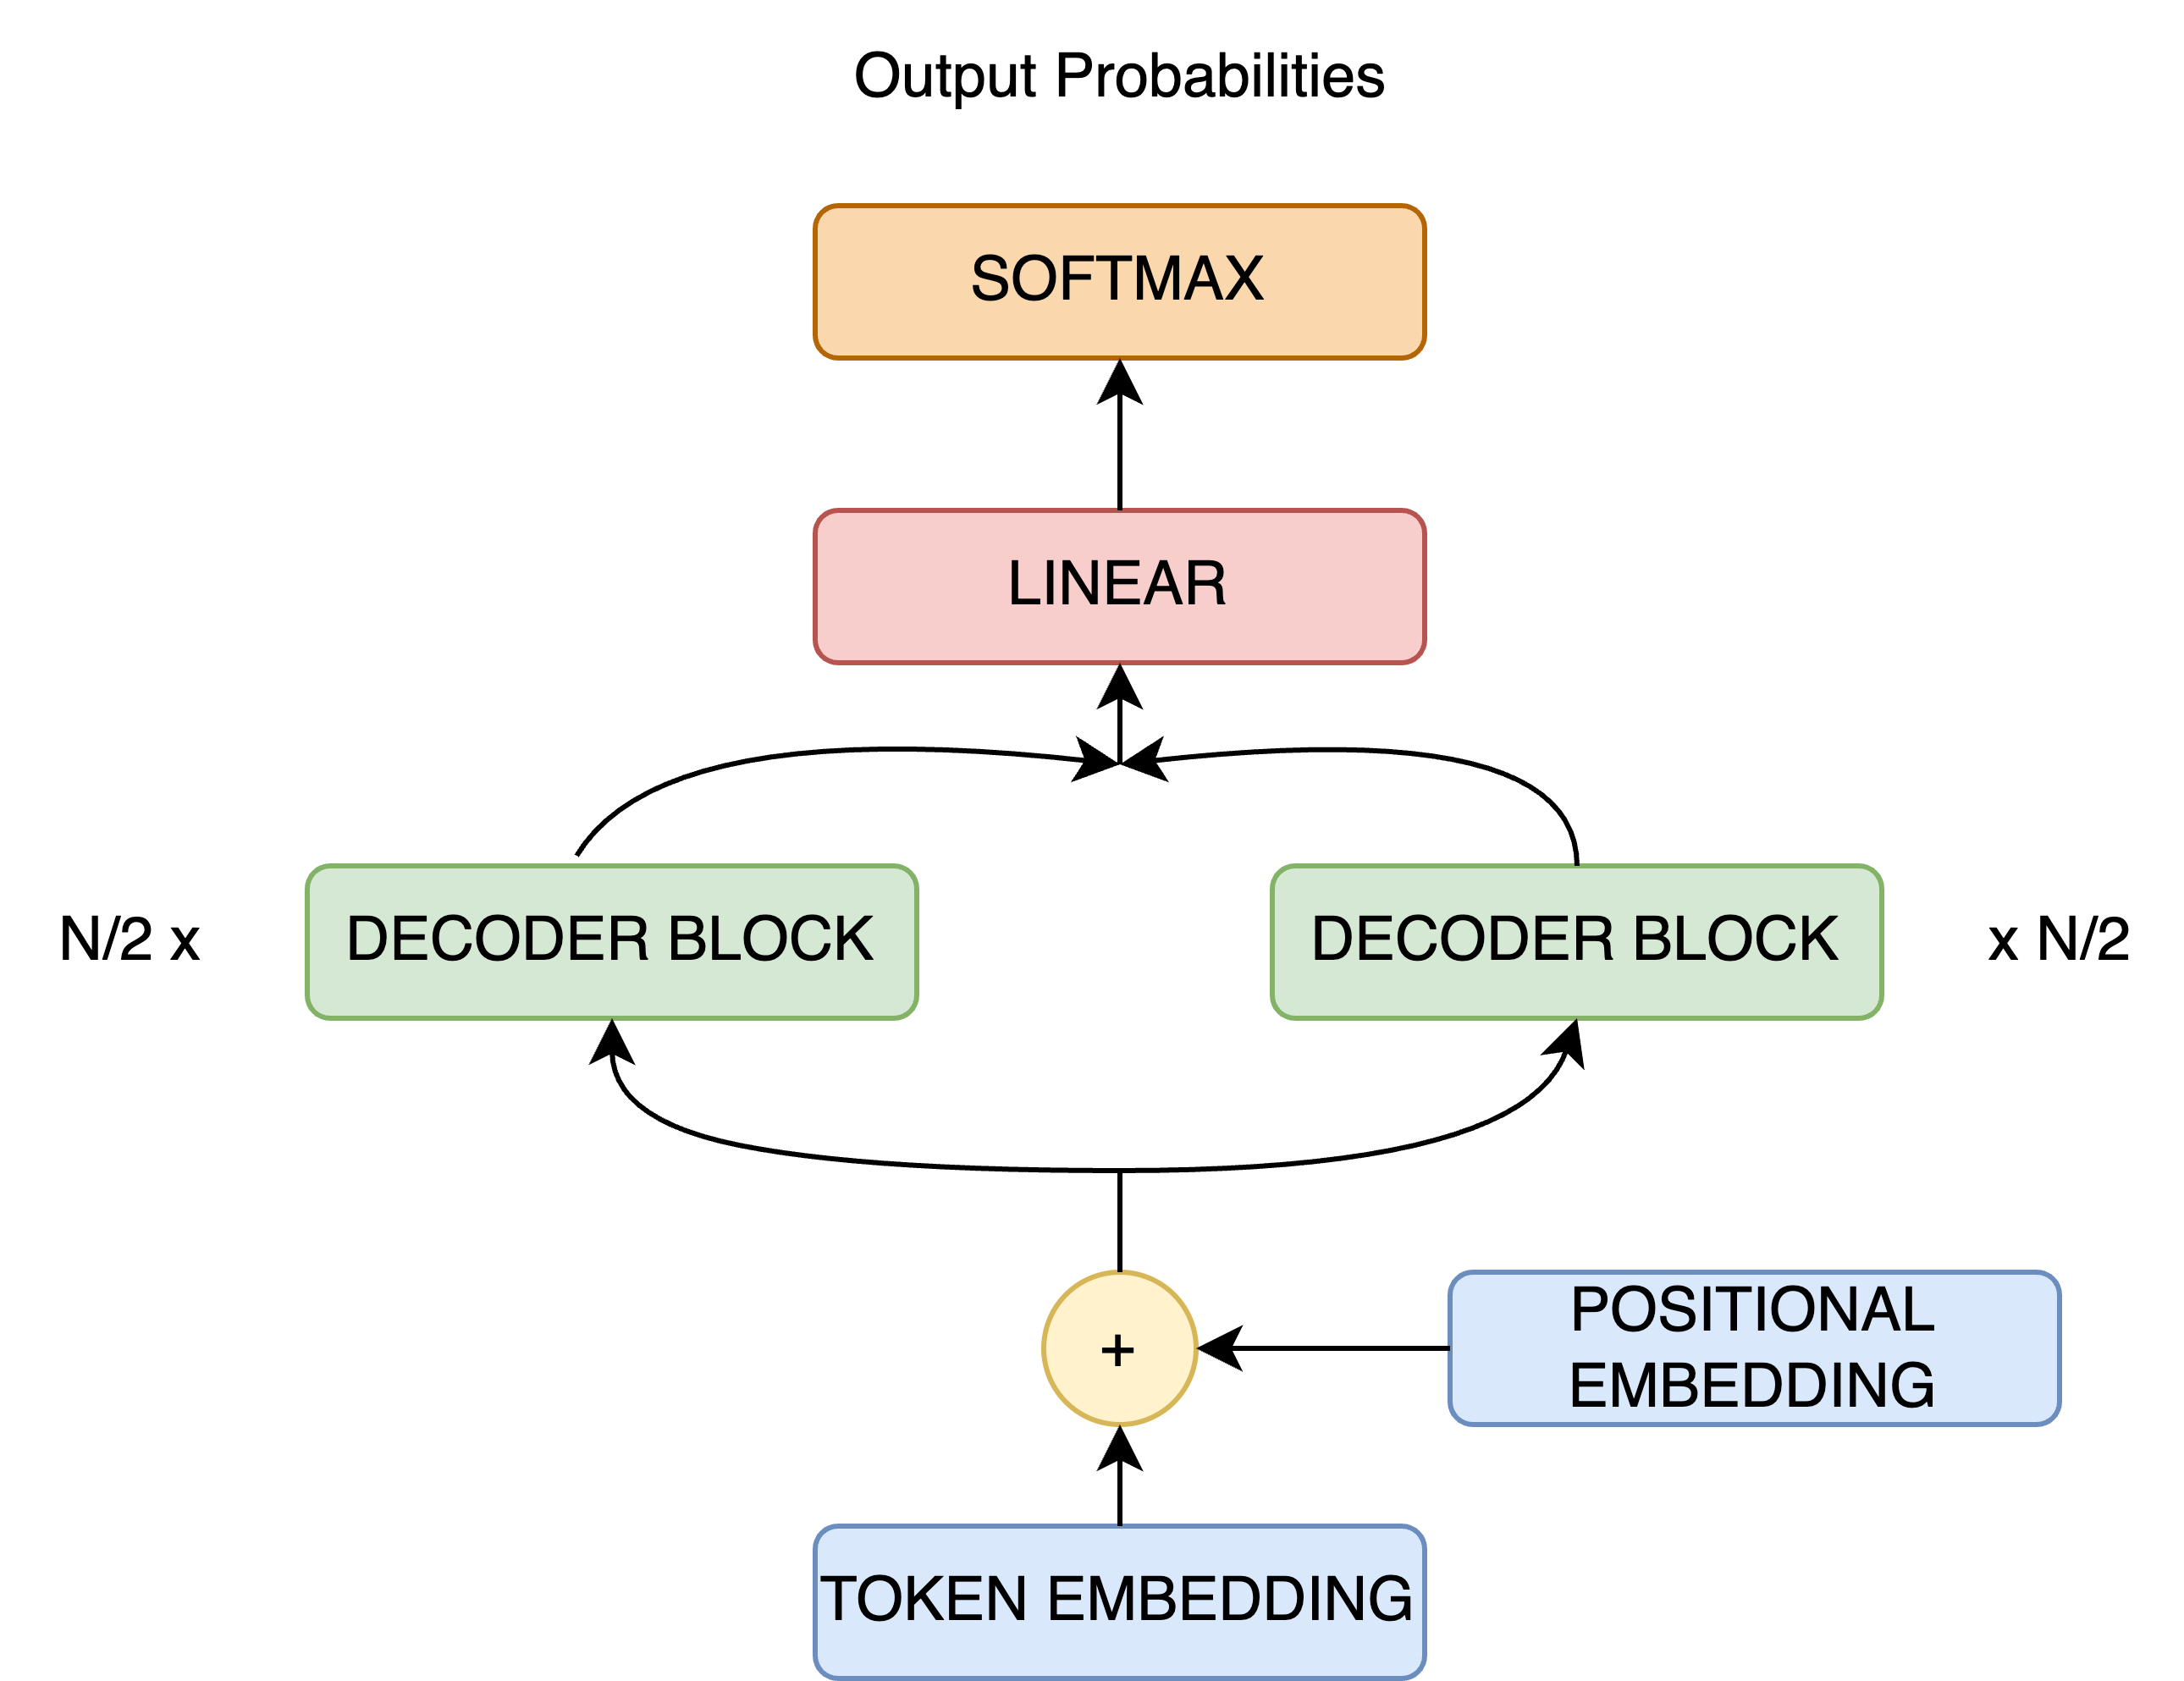 Output Probabilities
SOFTMAX
LINEAR
N/2 x
DECODER BLOCK
DECODER BLOCK
x N/2
+
POSITIONAL
EMBEDDING
TOKEN EMBEDDING